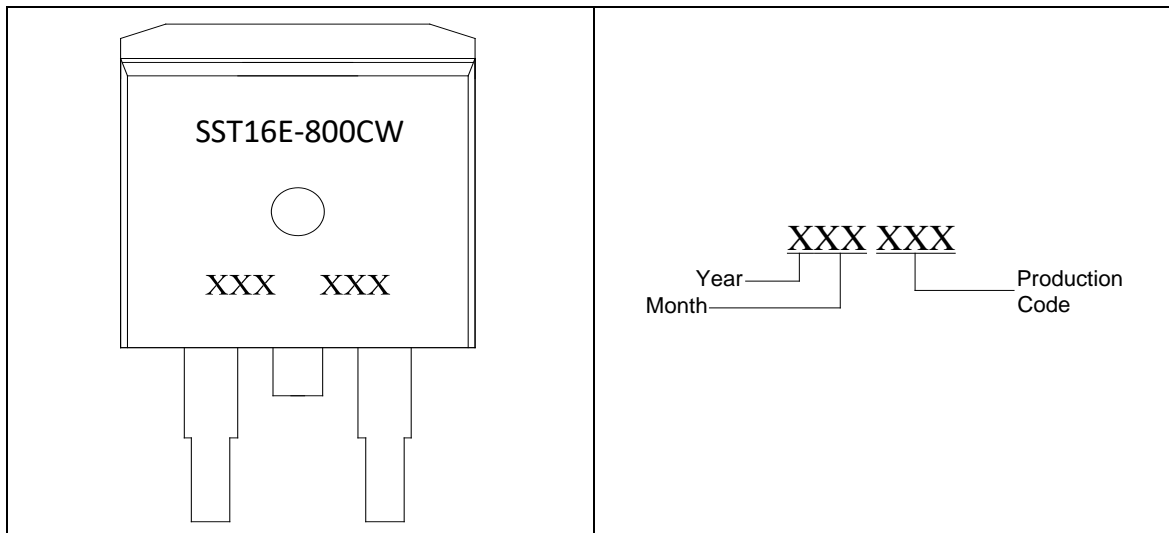 SST16E-800CW
XXX XXX
XXX XXX
Year
Month
Production
Code